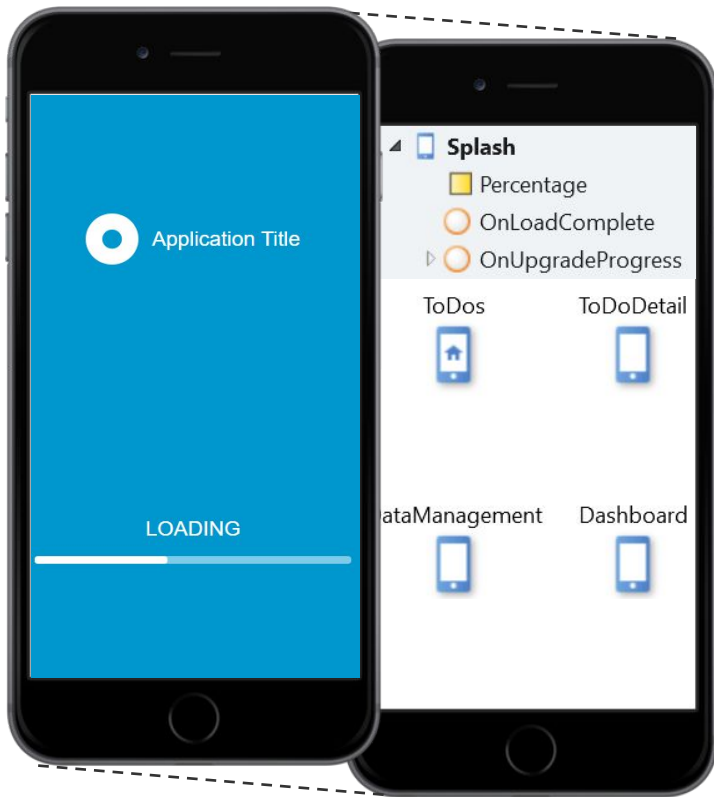 Application Title
LOADING
Splash
Percentage
OnLoadComplete
OnUpgradeProgress
ToDos
ToDoDetail
ataManagement
Dashboard